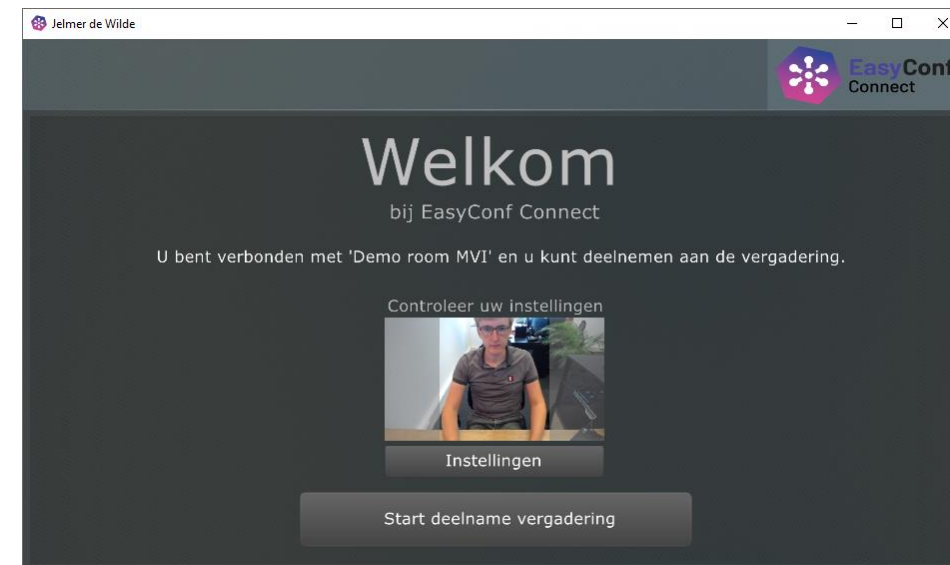 Jelmer de Wilde
EasyConf
Connect
Welkom
bij EasyConf Connect
U bent verbonden met 'Demo room MVI' en u kunt deelnemen aan de vergadering.
Controleer uw instellingen
Instellingen
Start deelname vergadering